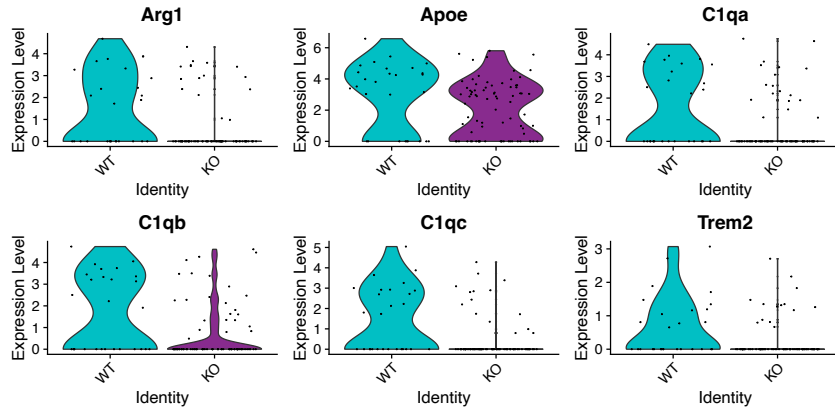 Arg1
Expression Level
4
3
2
1
0
WT
KO
Identity
Apoe
Expression Level
6
4
2
0
WT
KO
Identity
C1qa
Expression Level
4
3
2
1
0
WT
KO
Identity
C1qb
Expression Level
4
3
2
1
0
WT
KO
Identity
C1qc
Expression Level
5
4
3
2
1
0
WT
KO
Identity
Trem2
Expression Level
3
2
1
0
WT
KO
Identity